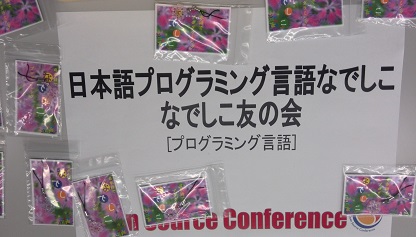 日本語プログラミング言語なでしこ
なでしこ友の会
[プログラミング言語]
Source Conference